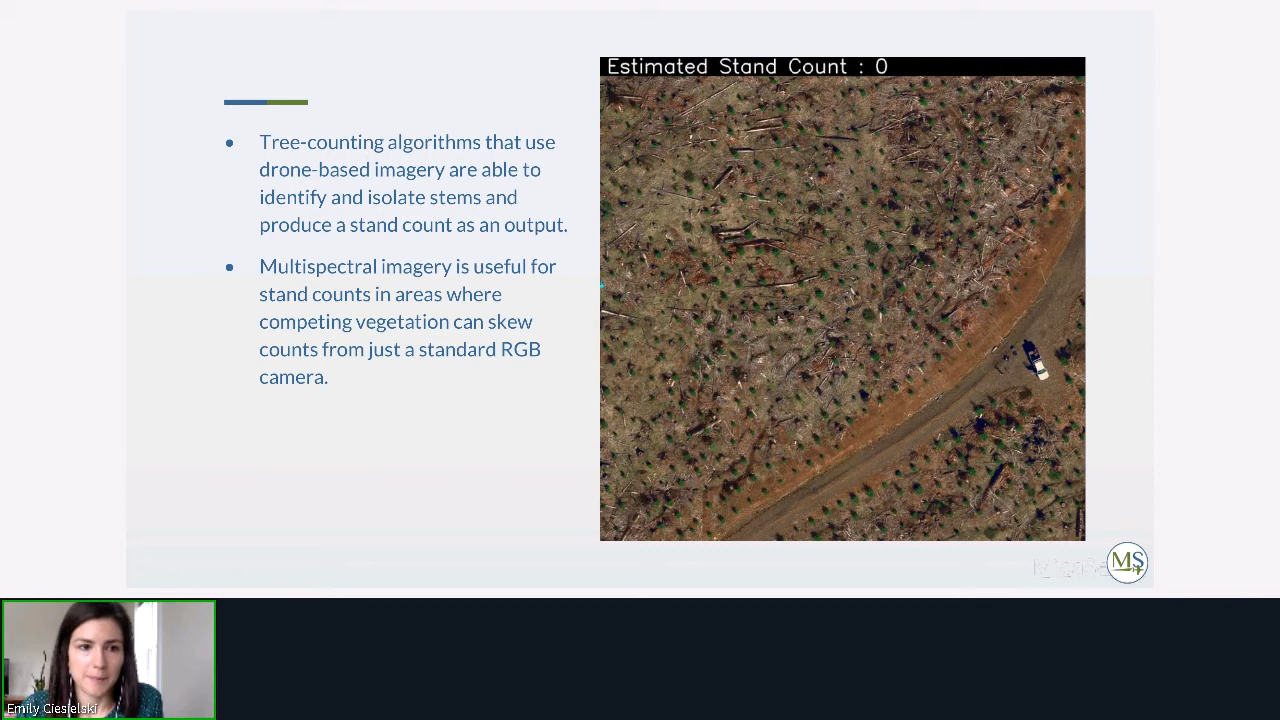 Estimated Stand Count : 0
• Tree-counting algorithms that use
drone-based imagery are able to
identify and isolate stems and
produce a stand count as an output.
• Multispectral imagery is useful for
stand counts in areas where
competing vegetation can skew
counts from just a standard RGB
camera.
MS
Emily Ciesielski